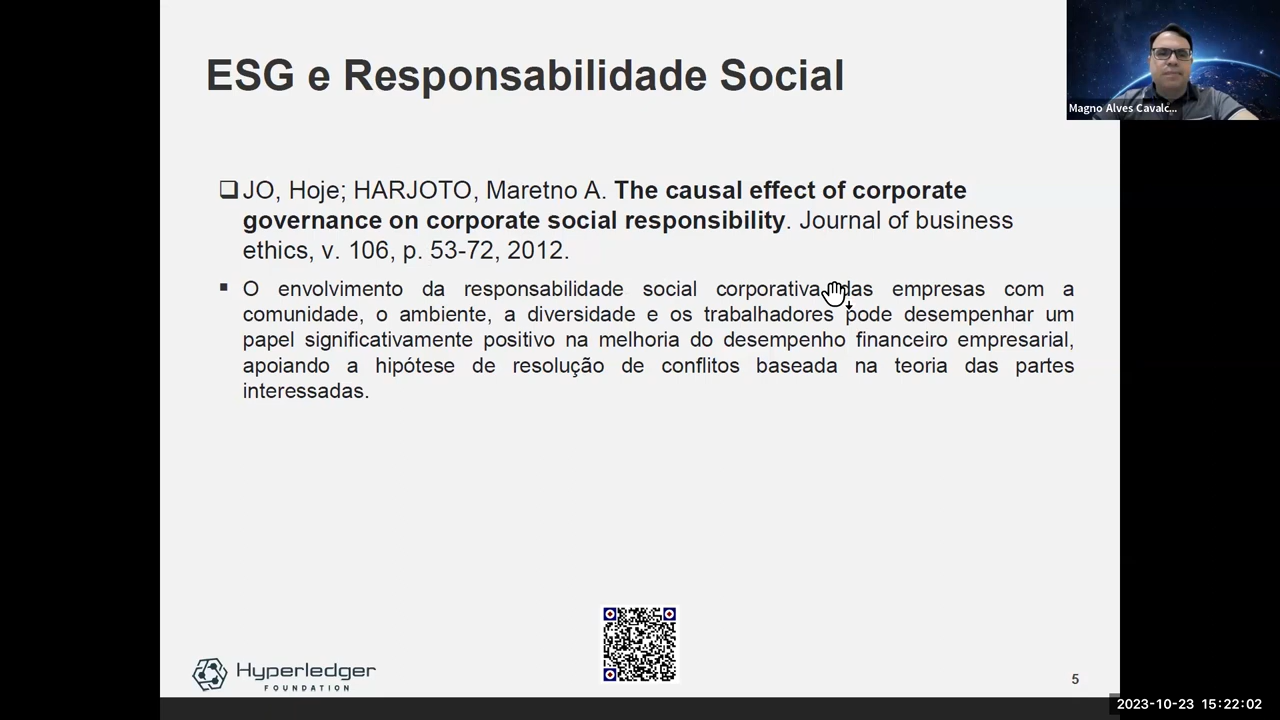 ESG e Responsabilidade Social
Magno Alves Cavalc...
JO, Hoje; HARJOTO, Maretno A. The causal effect of corporate
governance on corporate social responsibility. Journal of business
ethics, v. 106, p. 53-72, 2012.
O envolvimento da responsabilidade social corporativa das empresas com a
comunidade, o ambiente, a diversidade e os trabalhadores pode desempenhar um
papel significativamente positivo na melhoria do desempenho financeiro empresarial,
apoiando a hipótese de resolução de conflitos baseada na teoria das partes
interessadas.
Hyperledger
FOUNDATION
5
2023-10-23 15:22:02